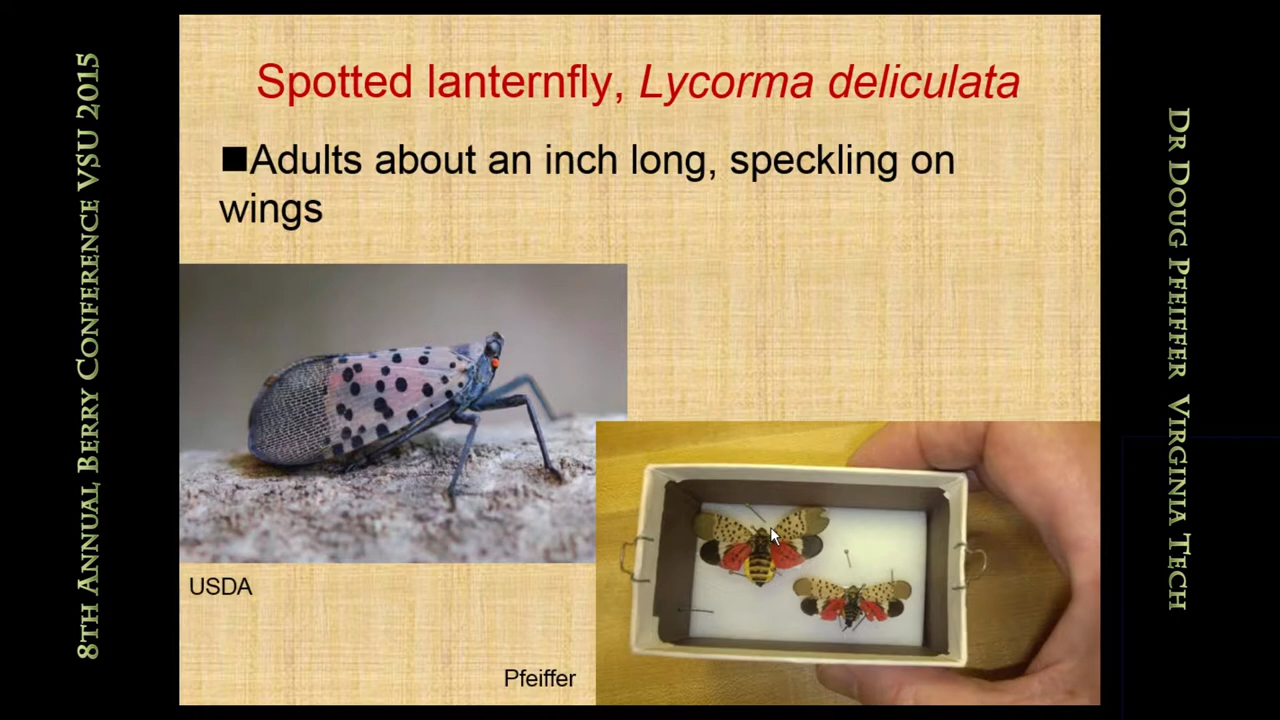 8th Annual Berry Conference VSU 2015
Spotted lanternfly, Lycorma deliculata
■Adults about an inch long, speckling on
wings
USDA
Pfeiffer
Dr Doug Pfeiffer Virginia Tech